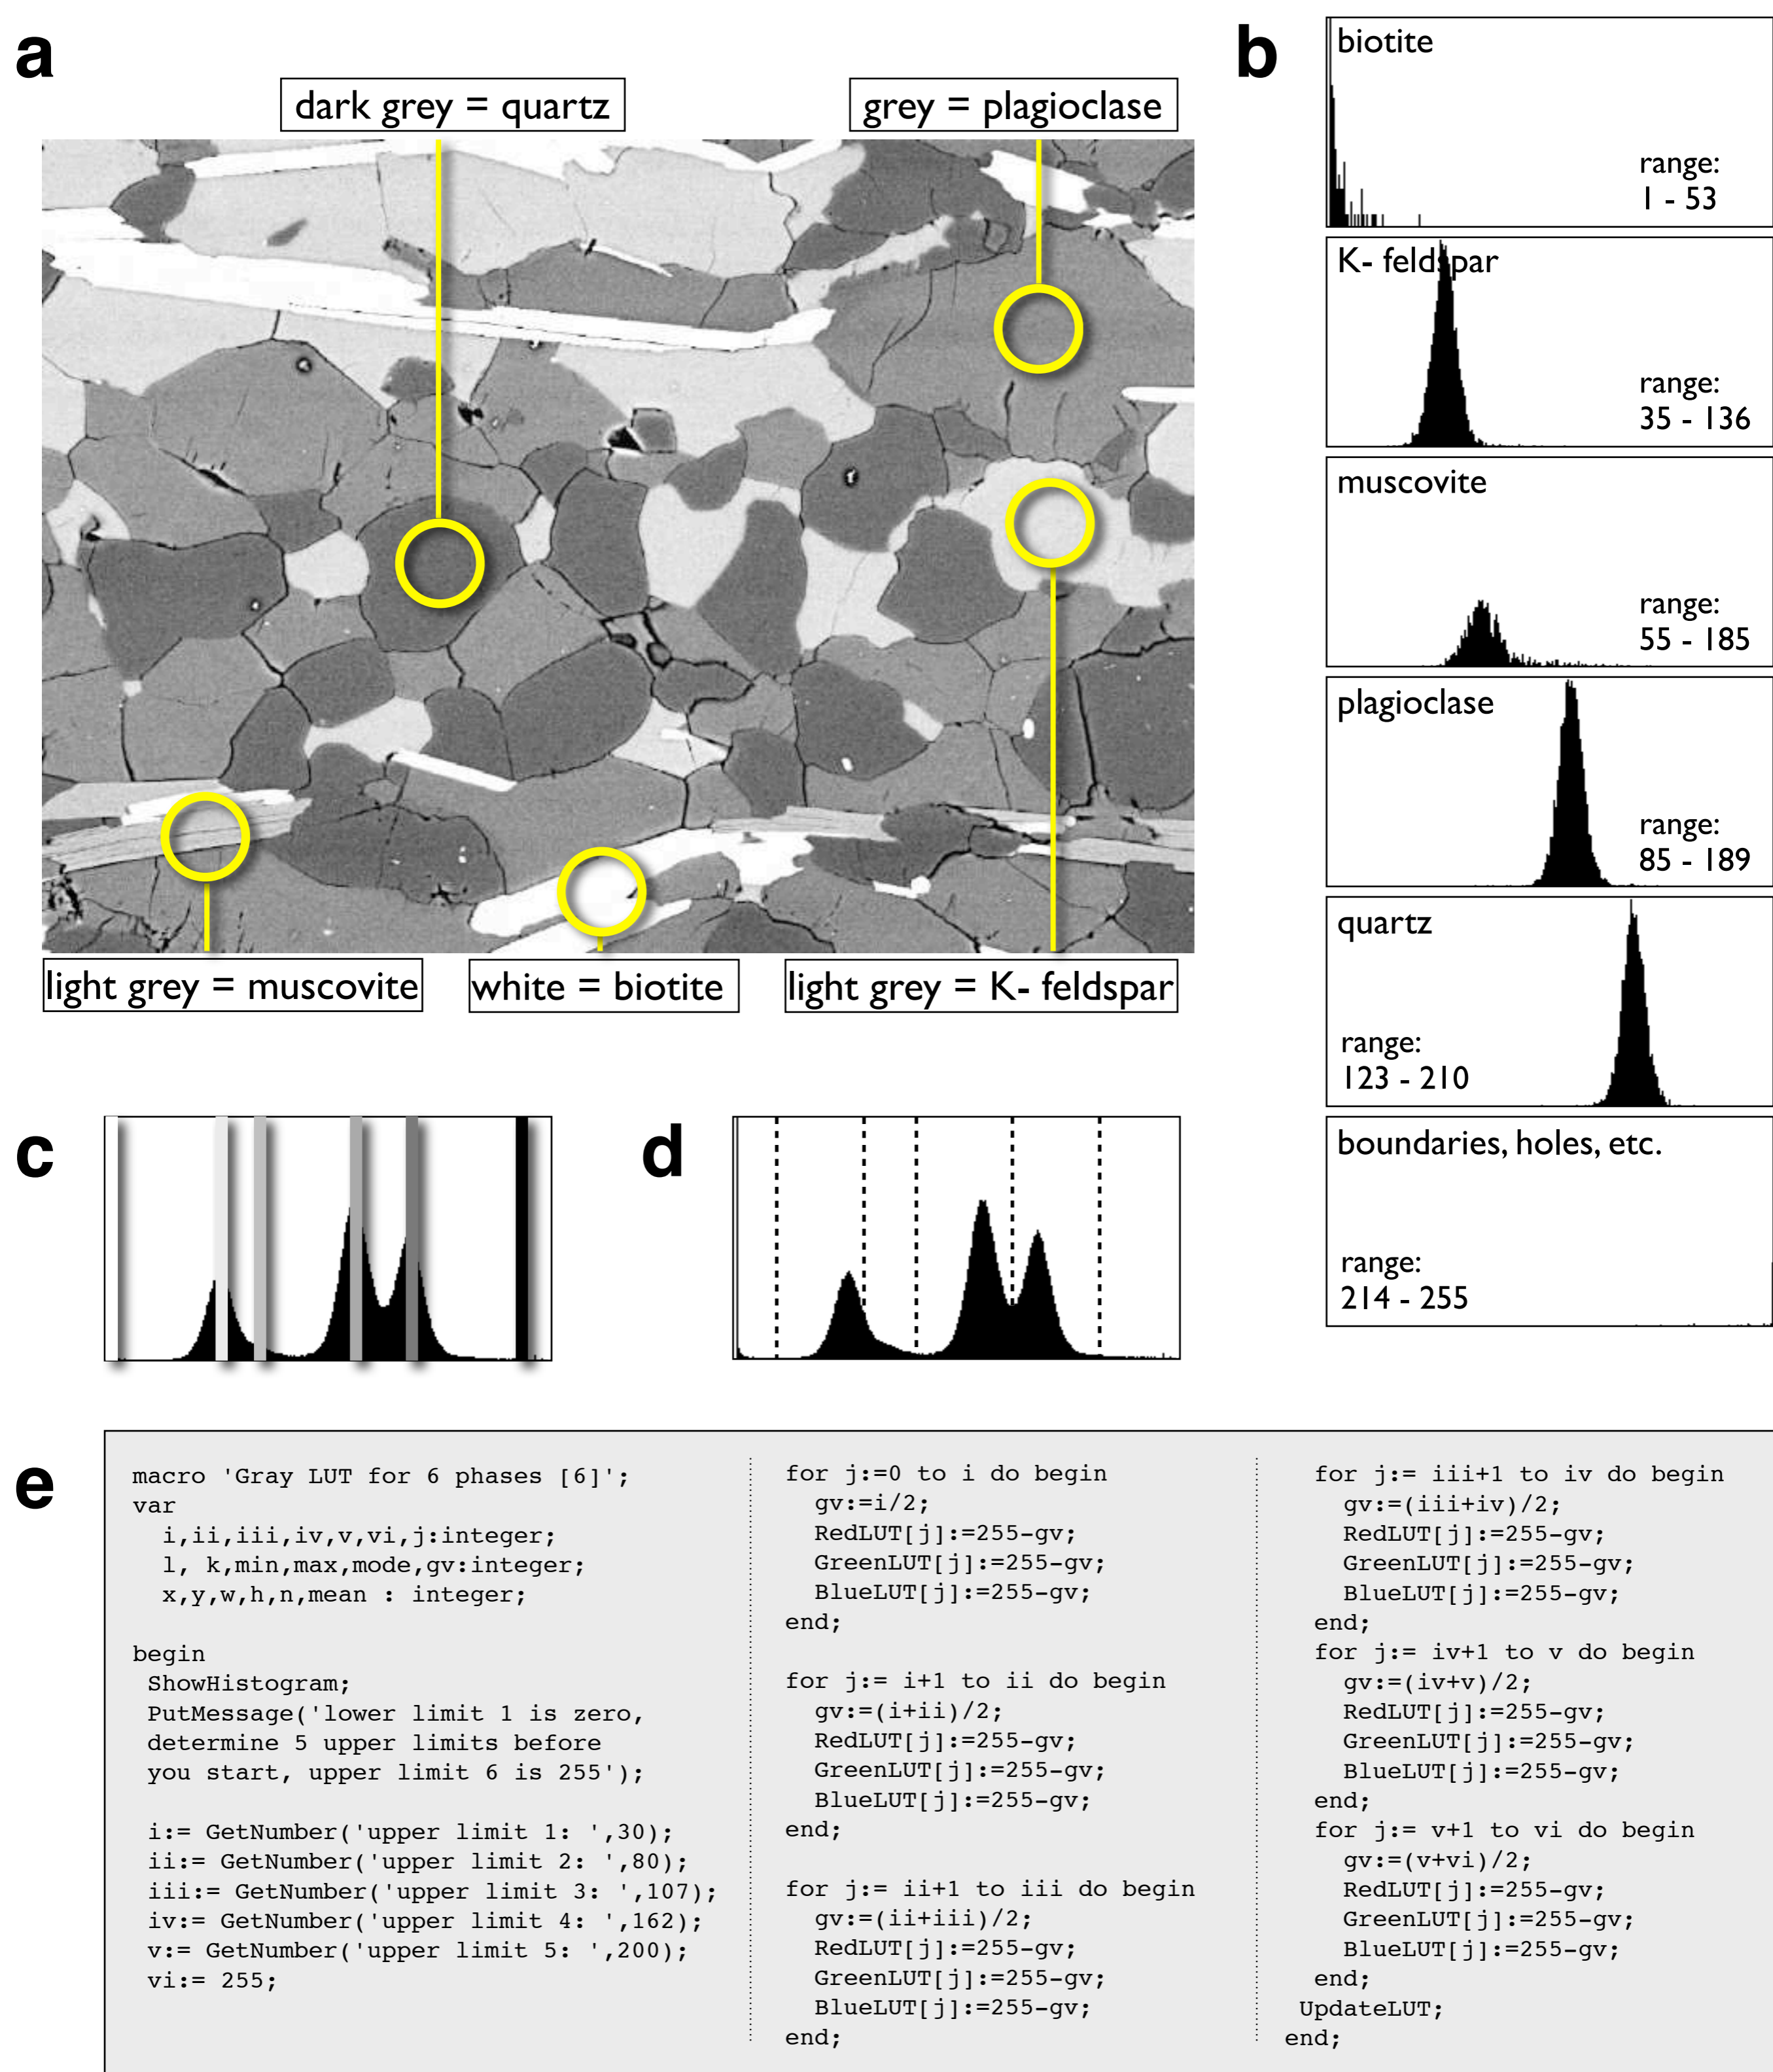 a
dark grey = quartz
grey = plagioclase
light grey = muscovite
white = biotite
light grey = K- feldspar
b
biotite
range:
1 - 53
K- feldspar
range:
35 - 136
muscovite
range:
55 - 185
plagioclase
range:
85 - 189
quartz
range:
123 - 210
boundaries, holes, etc.
range:
214 - 255
c
d
e
macro 'Gray LUT for 6 phases [6]';
var
i,ii,iii,iv,v,vi,j:integer;
l, k,min,max,mode,gv:integer;
x,y,w,h,n,mean : integer;
begin
ShowHistogram;
PutMessage('lower limit 1 is zero,
determine 5 upper limits before
you start, upper limit 6 is 255');
i:= GetNumber('upper limit 1: ',30);
ii:= GetNumber('upper limit 2: ',80);
iii:= GetNumber('upper limit 3: ',107);
iv:= GetNumber('upper limit 4: ',162);
v:= GetNumber('upper limit 5: ',200);
vi:= 255;
for j:=0 to i do begin
gv:=i/2;
RedLUT[j]:=255-gv;
GreenLUT[j]:=255-gv;
BlueLUT[j]:=255-gv;
end;
for j:= i+1 to ii do begin
gv:=(i+ii)/2;
RedLUT[j]:=255-gv;
GreenLUT[j]:=255-gv;
BlueLUT[j]:=255-gv;
end;
for j:= ii+1 to iii do begin
gv:=(ii+iii)/2;
RedLUT[j]:=255-gv;
GreenLUT[j]:=255-gv;
BlueLUT[j]:=255-gv;
end;
for j:= iii+1 to iv do begin
gv:=(iii+iv)/2;
RedLUT[j]:=255-gv;
GreenLUT[j]:=255-gv;
BlueLUT[j]:=255-gv;
end;
for j:= iv+1 to v do begin
gv:=(iv+v)/2;
RedLUT[j]:=255-gv;
GreenLUT[j]:=255-gv;
BlueLUT[j]:=255-gv;
end;
for j:= v+1 to vi do begin
gv:=(v+vi)/2;
RedLUT[j]:=255-gv;
GreenLUT[j]:=255-gv;
BlueLUT[j]:=255-gv;
end;
UpdateLUT;
end;